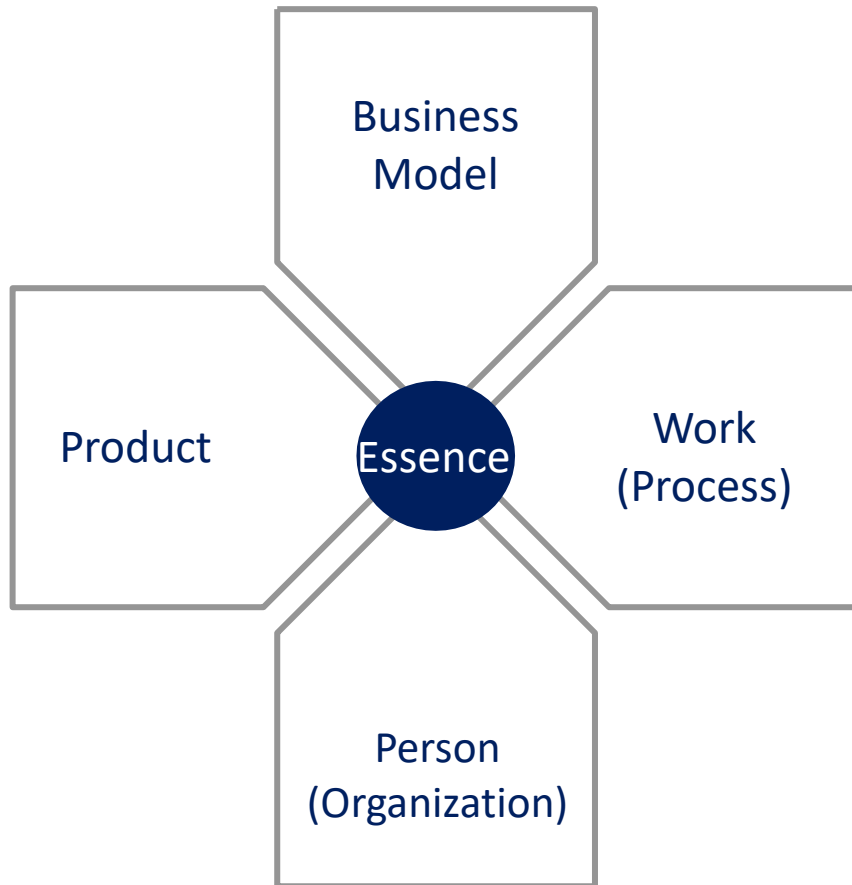 Business
Model
Product
Essence
Work
(Process)
Person
(Organization)